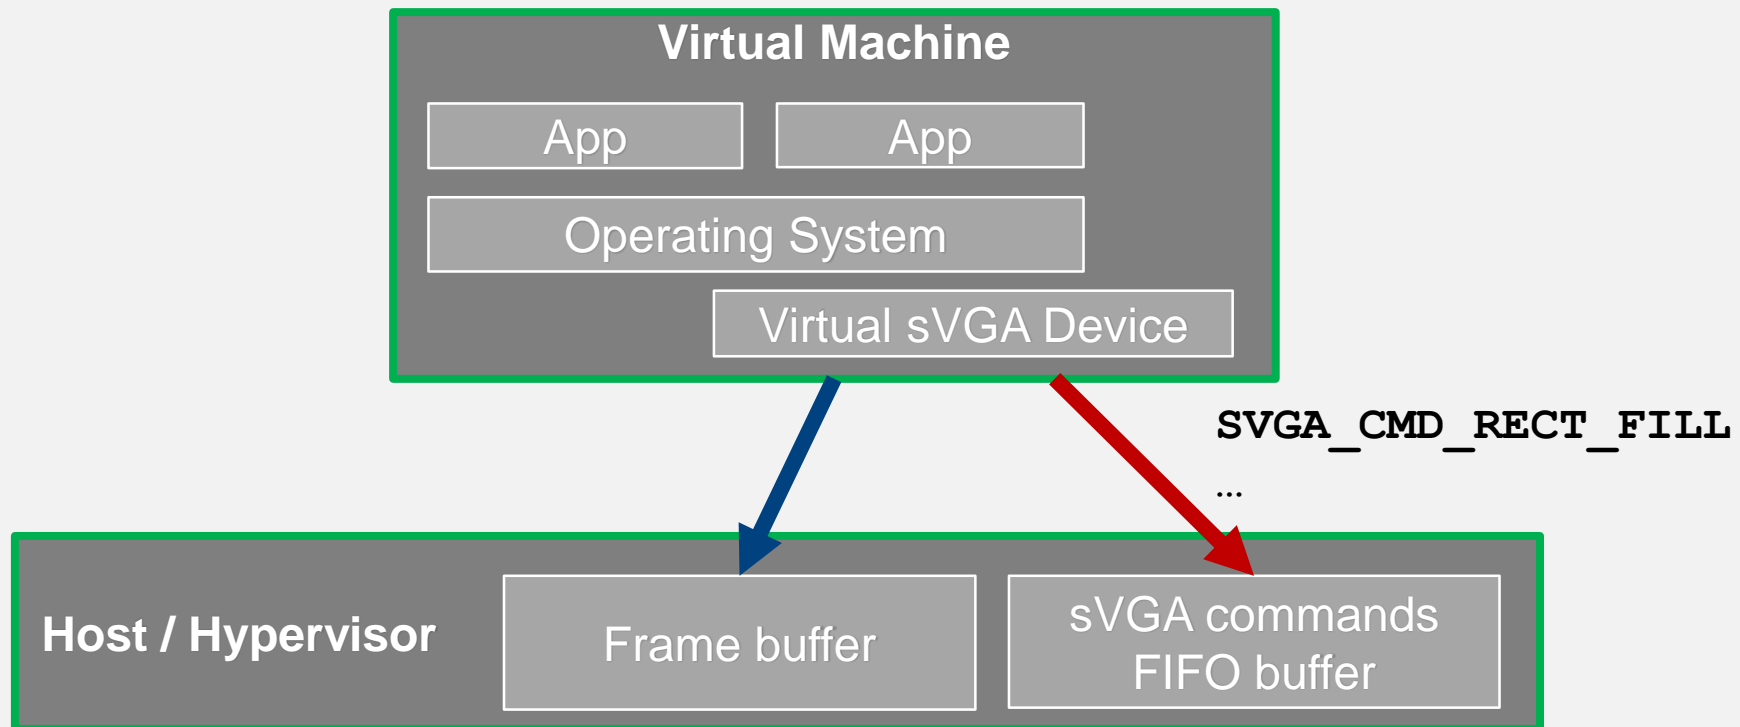 Virtual Machine
App
App
Operating System
Virtual sVGA Device
SVGA_CMD_RECT_FILL
...
Host / Hypervisor
Frame buffer
sVGA commands
FIFO buffer